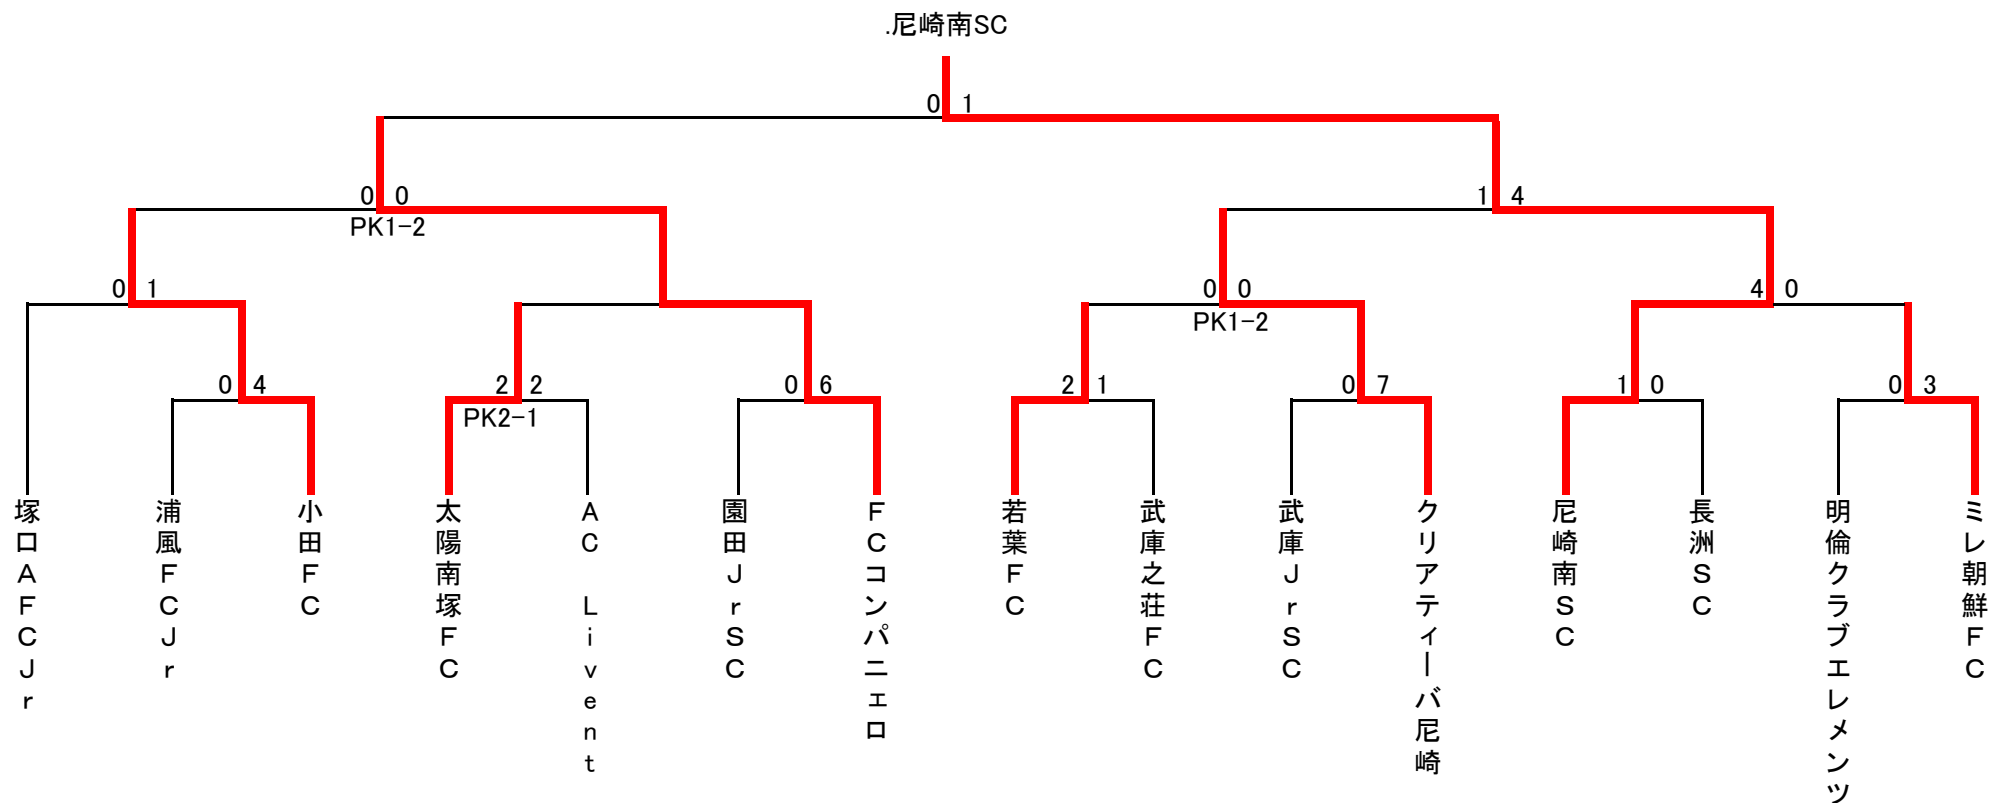 .尼崎南SC
0 1
0 0
PK1-2
1 4
0 1
0 0
PK1-2
4 0
0 4
2 2
PK2-1
0 6
2 1
0 7
1 0
0 3
塚口AFCJr
浦風FCJr
小田FC
太陽南塚FC
AC Livent
園田JrSC
FCコンパニェロ
若葉FC
武庫之荘FC
武庫JrSC
クリアティーバ尼崎
尼崎南SC
長洲SC
明倫クラブエレメンツ
ミレ朝鮮FC